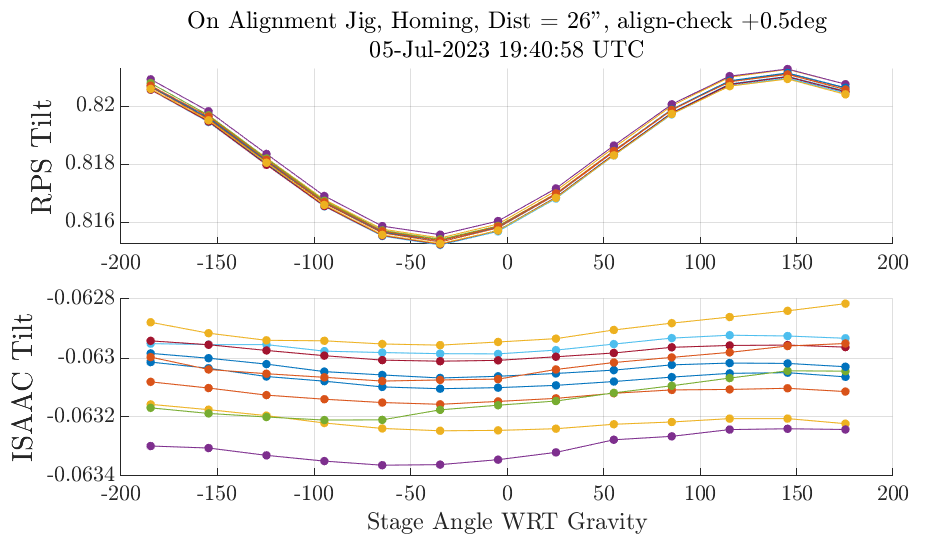 On Alignment Jig, Homing, Dist = 26”, align-check +0.5deg
05-Jul-2023 19:40:58 UTC
RPS Tilt
0.82
0.818
0.816
-200 -150 -100 -50 0 50 100 150 200
ISAAC Tilt
-0.0628
-0.063
-0.0632
-0.0634
-200 -150 -100 -50 0 50 100 150 200
Stage Angle WRT Gravity